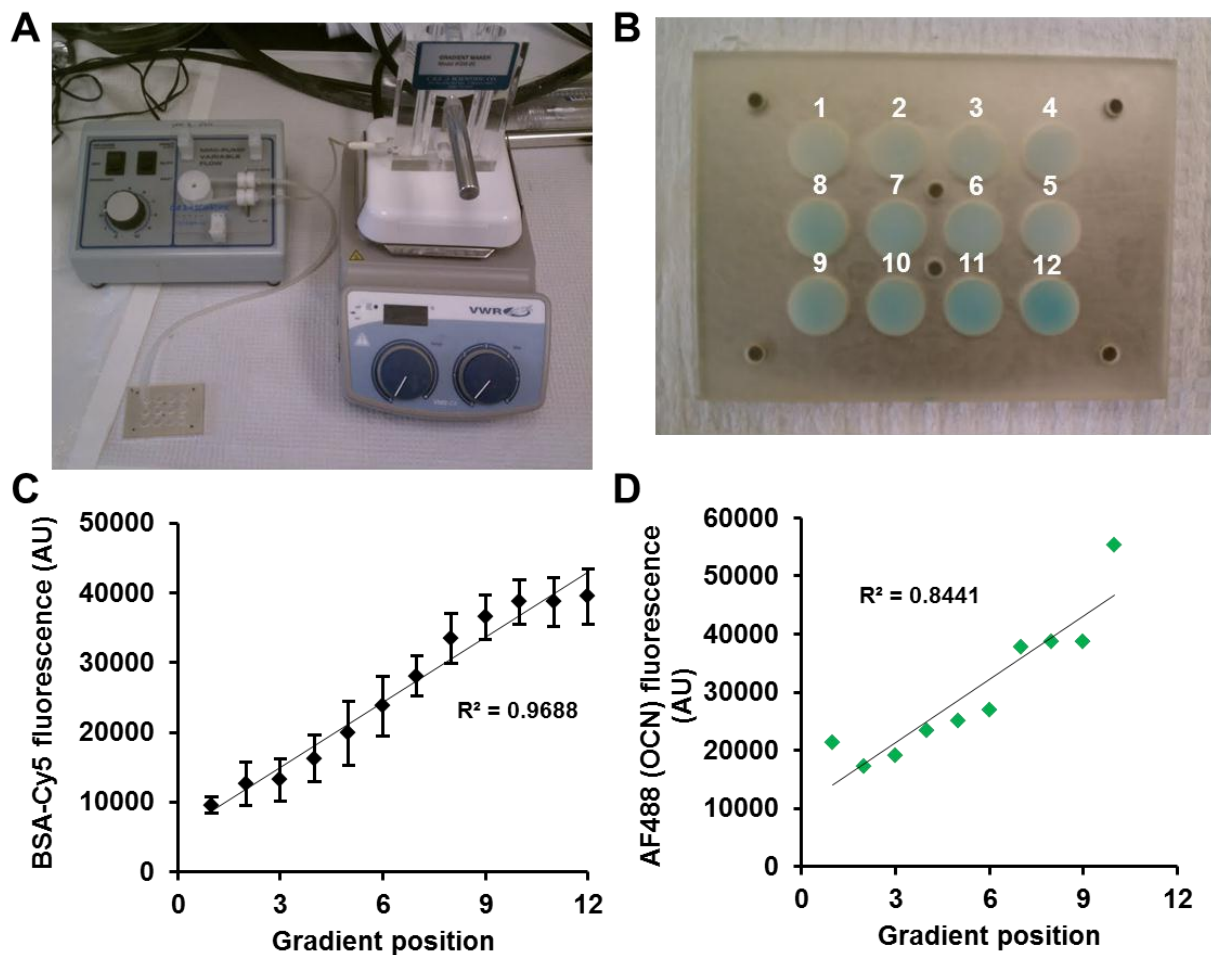 A
B
GRADIENT MAKER
VARIABLE
FLOW
VWR
1 2 3 4
8 7 6 5
9 10 11 12
C
BSA-Cy5 fluorescence (AU)
50000
40000
30000
20000
10000
0
R² = 0.9688
0 3 6 9 12
Gradient position
D
AF488 (OCN) fluorescence
(AU)
60000
50000
40000
30000
20000
10000
0
R² = 0.8441
0 3 6 9 12
Gradient position